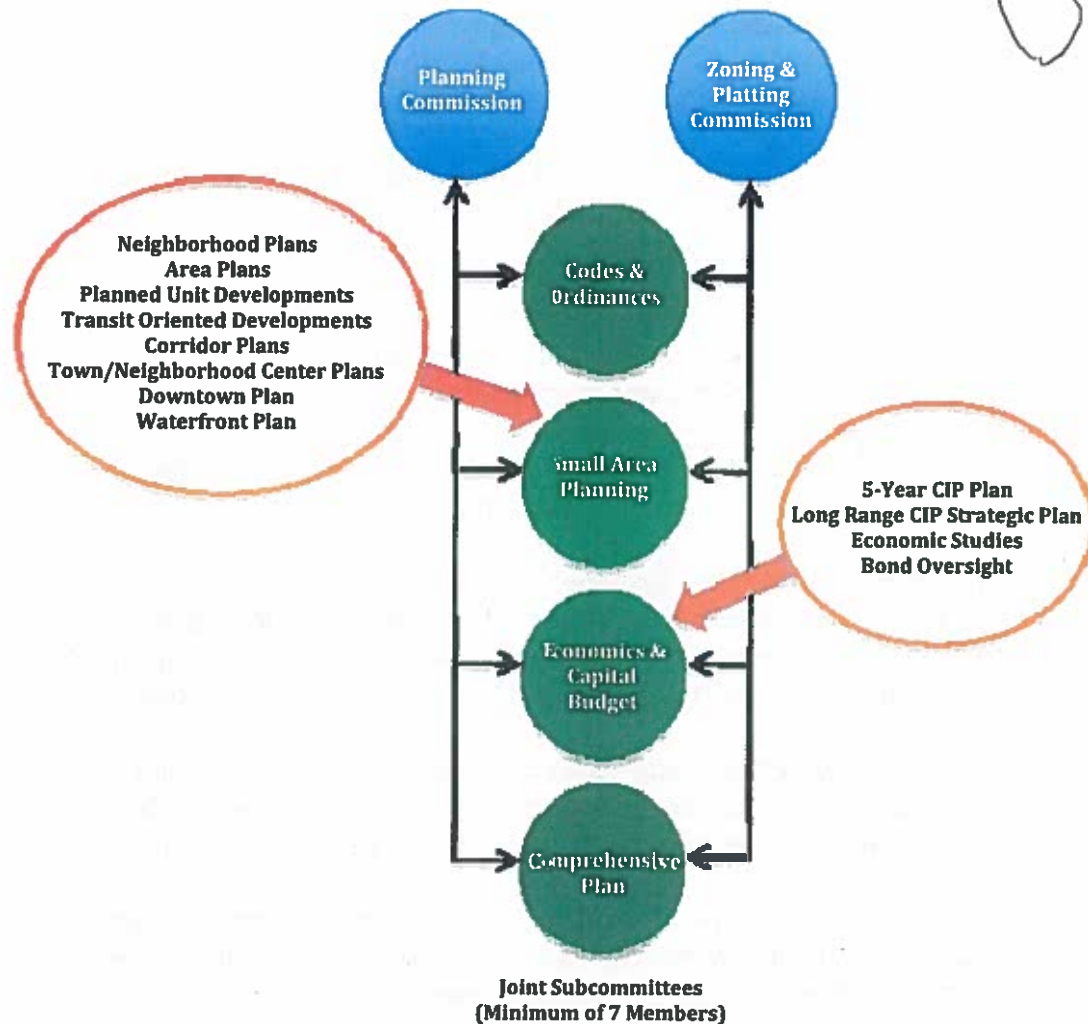 Planning
Commission
Zoning &
Platting
Commission
Neighborhood Plans
Area Plans
Planned Unit Developments
Transit Oriented Developments
Corridor Plans
Town/Neighborhood Center Plans
Downtown Plan
Waterfront Plan
Codes &
Ordinances
Small Area
Planning
5-Year CIP Plan
Long Range CIP Strategic Plan
Economic Studies
Bond Oversight
Economics &
Capital
Budget
Comprehensive
Plan
Joint Subcommittees
(Minimum of 7 Members)